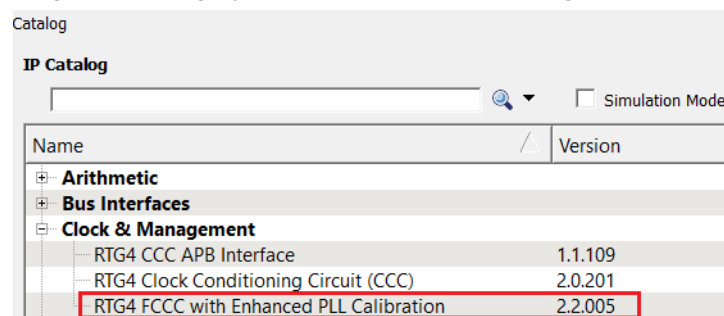 Catalog
IP Catalog
Simulation Mode
Name Version
Arithmetic
Bus Interfaces
Clock & Management
RTG4 CCC APB Interface 1.1.109
RTG4 Clock Conditioning Circuit (CCC) 2.0.201
RTG4 FCCC with Enhanced PLL Calibration 2.2.005